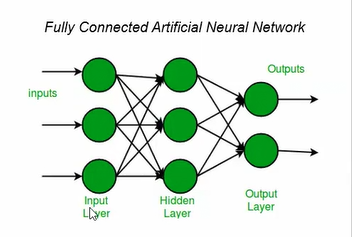 Fully Connected Artificial Neural Network
Outputs
inputs
Input
Layer
Hidden
Layer
Output
Layer